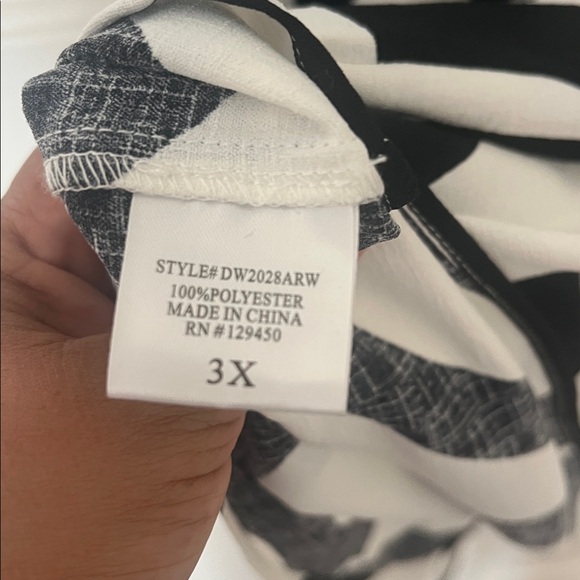 STYLE# DW2028ARW
100%POLYESTER
MADE IN CHINA
RN # 129450
3X